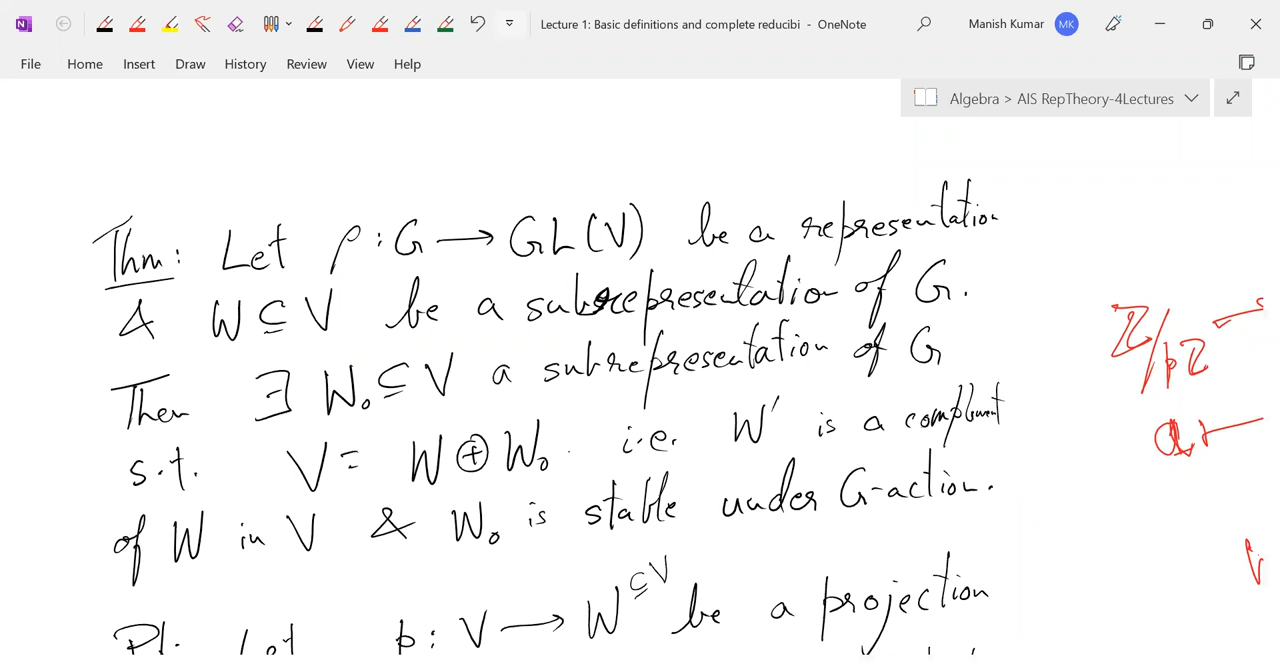 Lecture 1: Basic definitions and complete reducibi - OneNote
Manish Kumar
MK
File Home Insert Draw History Review View Help
Algebra > AIS RepTheory-4Lectures
Thm: Let ρ : G → GL(V) be a representation
& W ⊆ V be a subrepresentation of G.
Then ∃ W₀ ⊆ V a subrepresentation of G
s.t. V = W ⊕ W₀. i.e. W′ is a complement
of W in V & W₀ is stable under G-action.
Pf: Let p : V → W ⊆ V be a projection
ℤ/pℤ